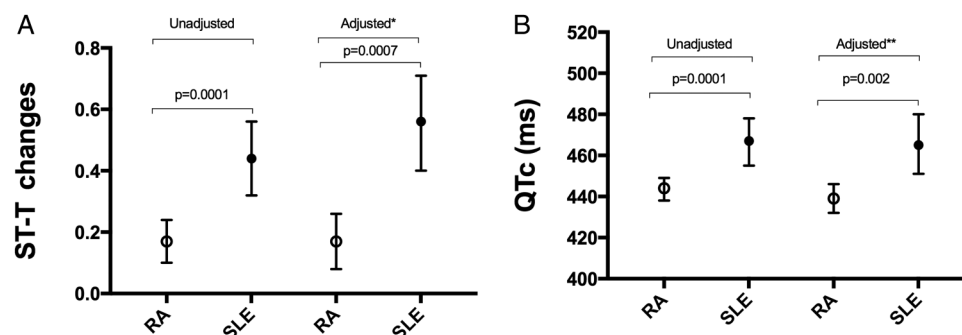 A
Unadjusted
Adjusted*
p=0.0007
p=0.0001
ST-T changes
0.8
0.6
0.4
0.2
0.0
RA
SLE
RA
SLE
B
Unadjusted
Adjusted**
p=0.0001
p=0.002
QTc (ms)
520
500
480
460
440
420
400
RA
SLE
RA
SLE